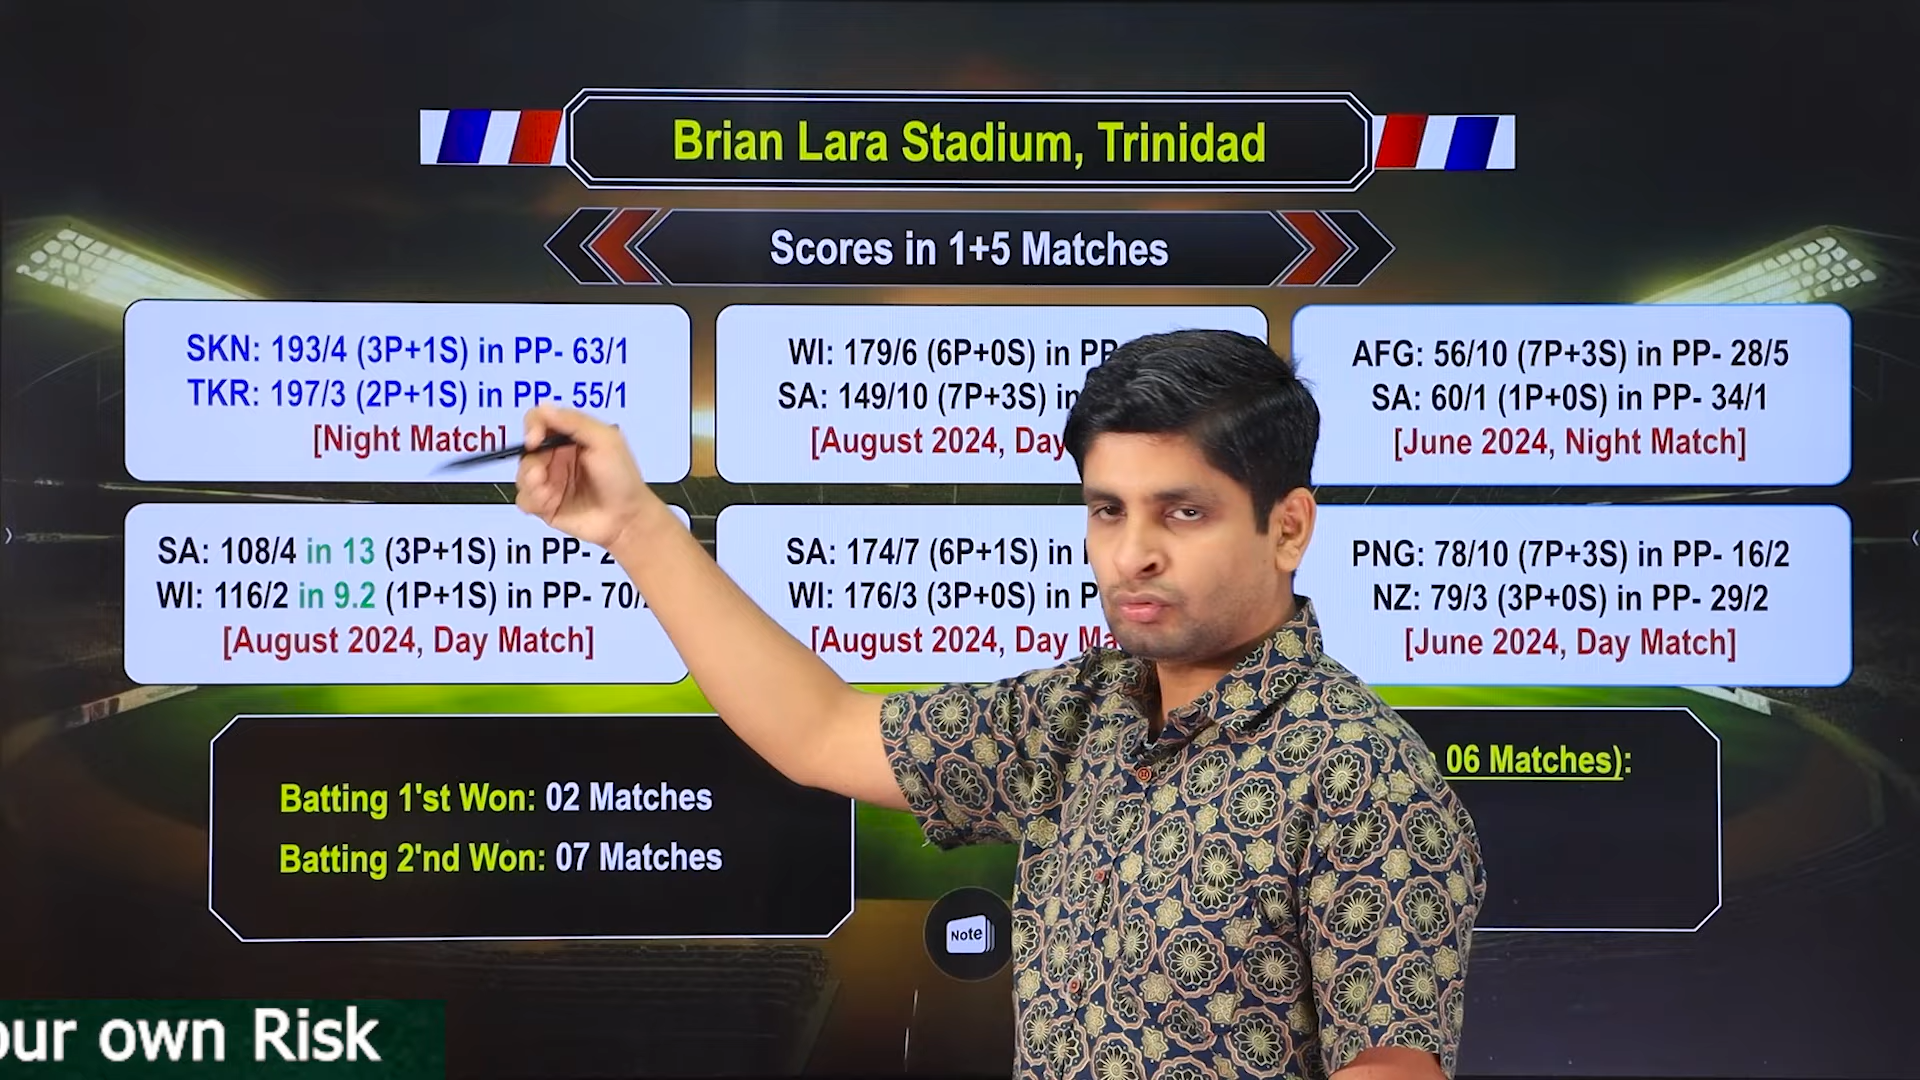 Brian Lara Stadium, Trinidad
Scores in 1+5 Matches
SKN: 193/4 (3P+1S) in PP- 63/1
TKR: 197/3 (2P+1S) in PP- 55/1
[Night Match]
WI: 179/6 (6P+0S) in
SA: 149/10 (7P+3S) in
[August 2024, Day
AFG: 56/10 (7P+3S) in PP- 28/5
SA: 60/1 (1P+0S) in PP- 34/1
[June 2024, Night Match]
SA: 108/4 in 13 (3P+1S) in PP-
WI: 116/2 in 9.2 (1P+1S) in PP- 70/
[August 2024, Day Match]
SA: 174/7 (6P+1S) in
WI: 176/3 (3P+0S) in
[August 2024, Day
PNG: 78/10 (7P+3S) in PP- 16/2
NZ: 79/3 (3P+0S) in PP- 29/2
[June 2024, Day Match]
Batting 1'st Won: 02 Matches
Batting 2'nd Won: 07 Matches
06 Matches):
Note
our own Risk